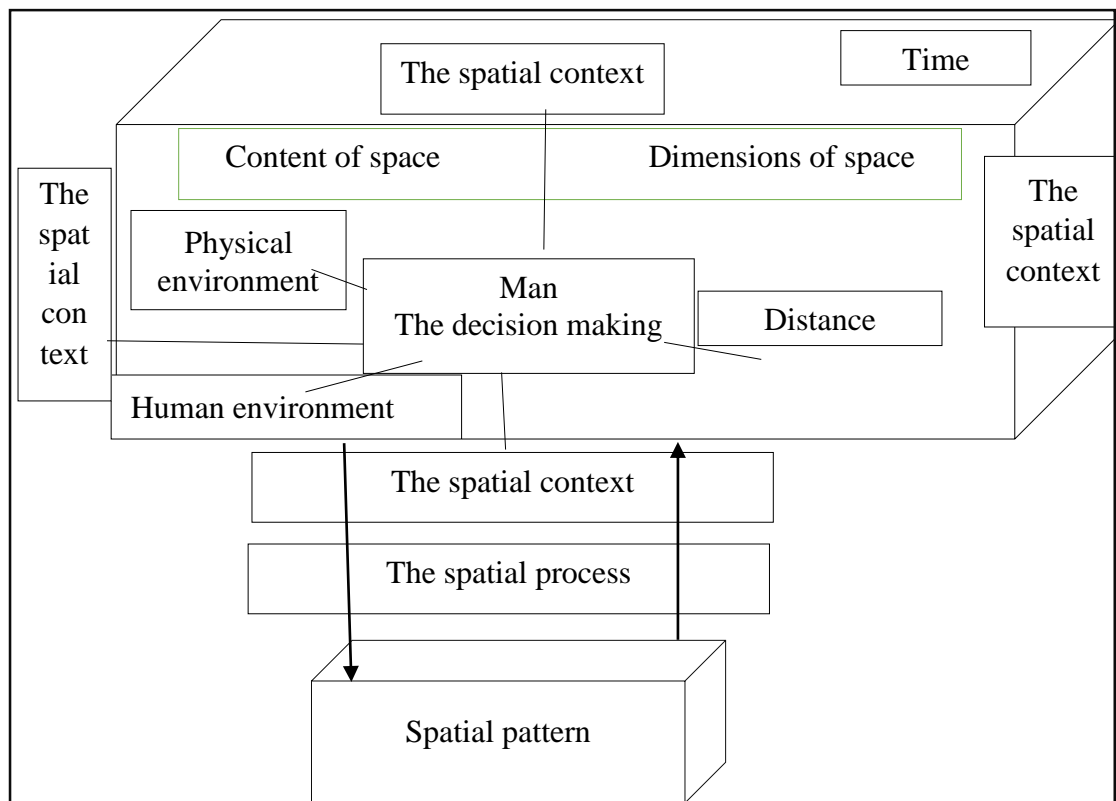 Time
The spatial context
Content of space
Dimensions of space
The
spat
ial
con
text
The
spatial
context
Physical
environment
Man
The decision making
Distance
Human environment
The spatial context
The spatial process
Spatial pattern